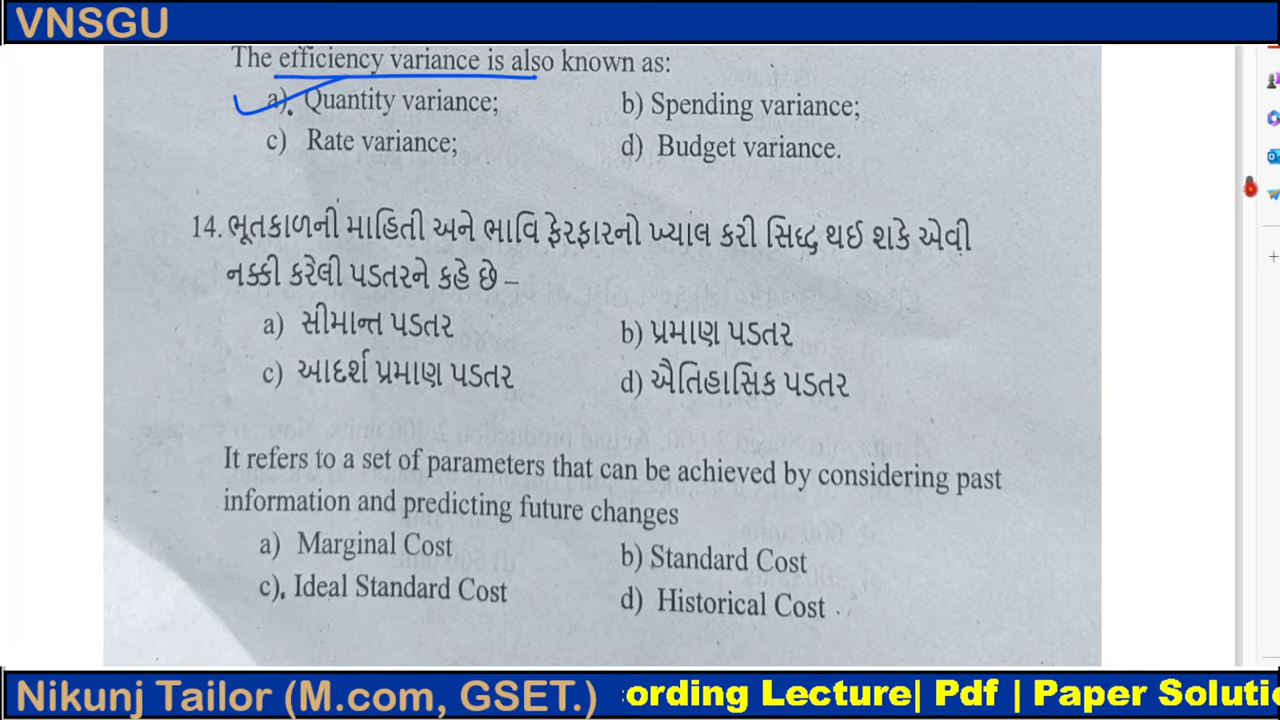 VNSGU
The efficiency variance is also known as:
a). Quantity variance;
b) Spending variance;
c) Rate variance;
d) Budget variance.
14. ભૂતકાળની માહિતી અને ભાવિ ફેરફારનો ખ્યાલ કરી સિદ્ધ થઈ શકે એવી
નક્કી કરેલી પડતરને કહે છે –
a) સીમાન્ત પડતર
b) પ્રમાણ પડતર
c) આદર્શ પ્રમાણ પડતર
d) ઐતિહાસિક પડતર
It refers to a set of parameters that can be achieved by considering past
information and predicting future changes
a) Marginal Cost
b) Standard Cost
c). Ideal Standard Cost
d) Historical Cost
Nikunj Tailor (M.com, GSET.)
ording Lecture| Pdf | Paper Soluti